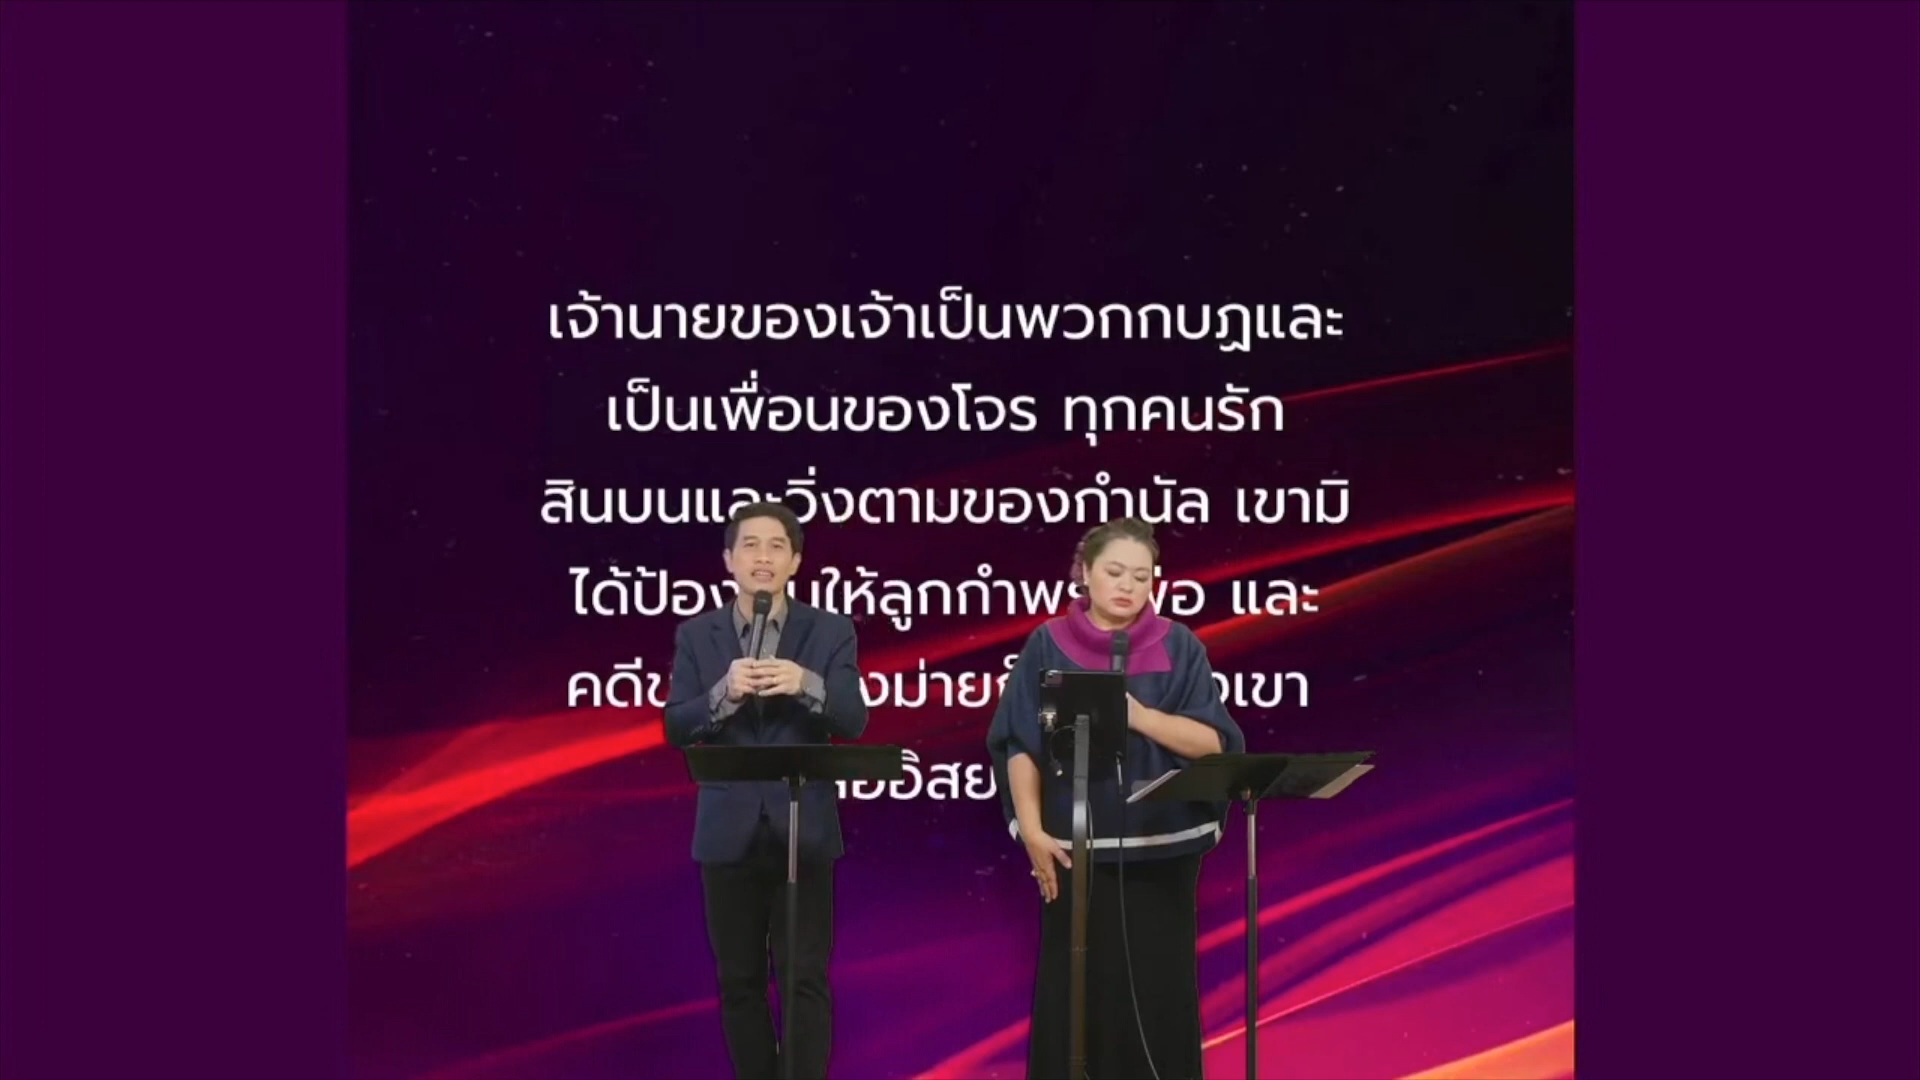 เจ้านายของเจ้าเป็นพวกกบฏและ
เป็นเพื่อนของโจร ทุกคนรัก
สินบนและวิ่งตามของกำนัล เขามิ
ได้ป้อง ให้ลูกกำพร้าพ่อ และ
คดี เขา
อิสย